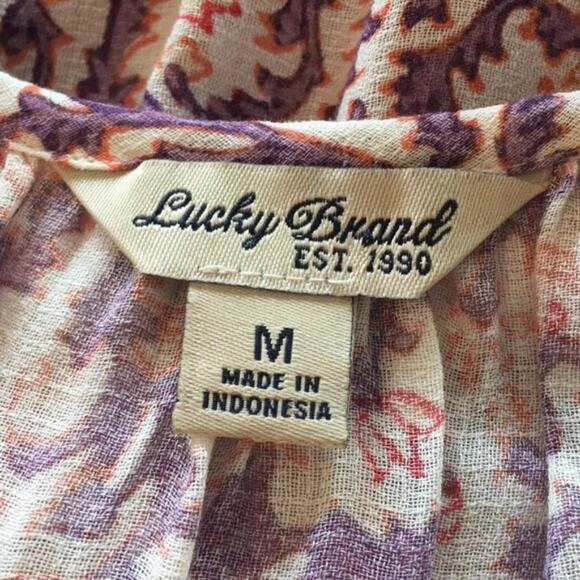 Lucky Brand
EST. 1990
M
MADE IN
INDONESIA